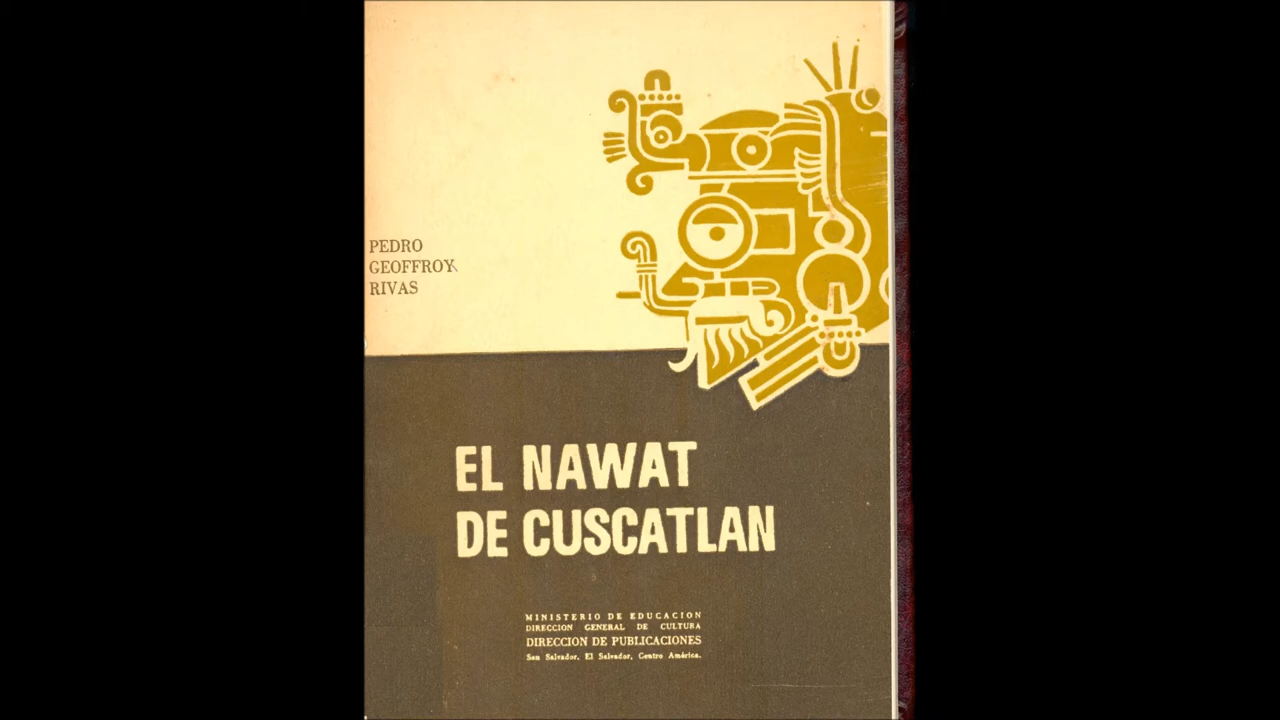 PEDRO
GEOFFROY
RIVAS
EL NAWAT
DE CUSCATLAN
MINISTERIO DE EDUCACION
DIRECCION GENERAL DE CULTURA
DIRECCION DE PUBLICACIONES
San Salvador, El Salvador, Centro América.